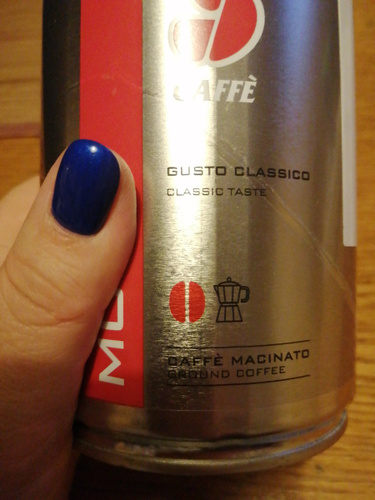 CAFFÈ
GUSTO CLASSICO
CLASSIC TASTE
CAFFÈ MACINATO
GROUND COFFEE